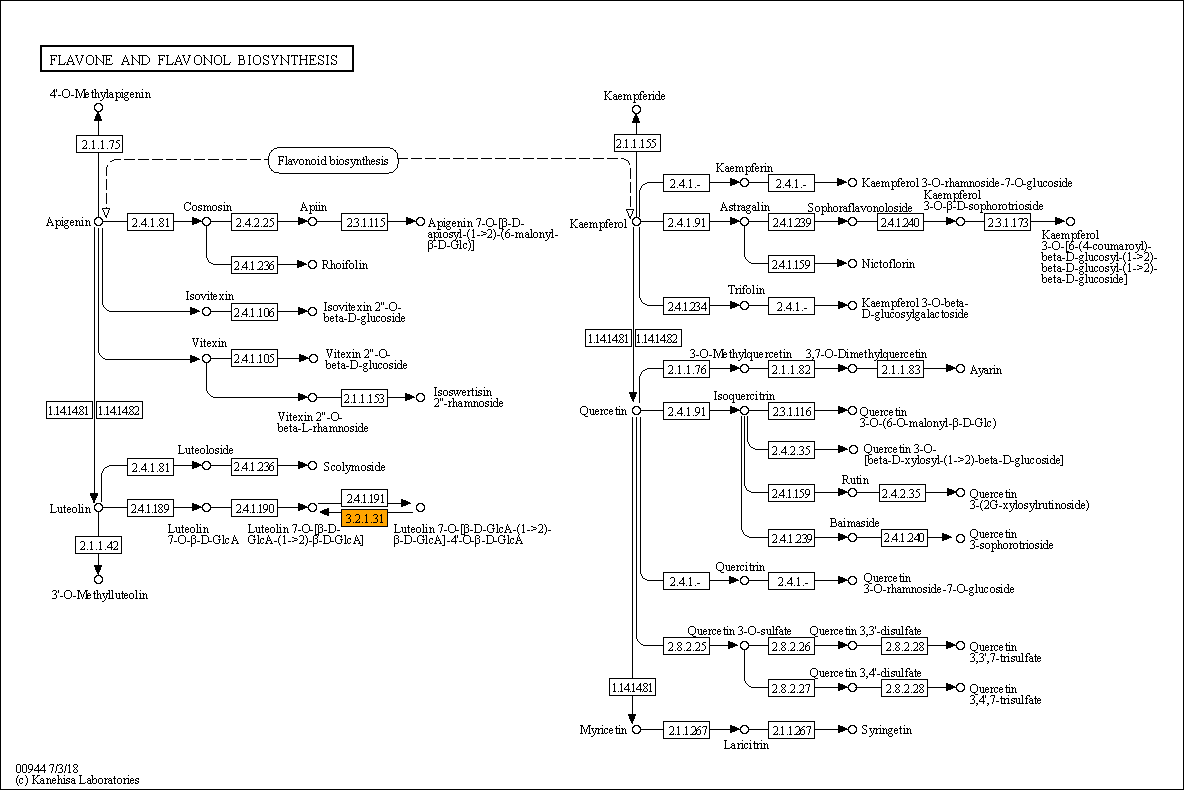 FLAVONE AND FLAVONOL BIOSYNTHESIS
4'-O-Methylapigenin
2.1.1.75
Flavonoid biosynthesis
Apigenin
2.4.1.81
Cosmosin
2.4.2.25
Apiin
2.3.1.115
Apigenin 7-O-[β-D-
apiosyl-(1->2)-(6-malonyl-
β-D-Glc)]
2.4.1.236
Rhoifolin
Isovitexin
2.4.1.106
Isovitexin 2''-O-
beta-D-glucoside
Vitexin
2.4.1.105
Vitexin 2''-O-
beta-D-glucoside
2.1.1.153
Isoswertisin
2''-rhamnoside
Vitexin 2''-O-
beta-L-rhamnoside
1.14.14.81
1.14.14.82
Luteoloside
2.4.1.81
2.4.1.236
Scolymoside
Luteolin
2.4.1.189
2.4.1.190
2.4.1.191
3.2.1.31
Luteolin
7-O-β-D-GlcA
Luteolin 7-O-[β-D-
GlcA-(1->2)-β-D-GlcA]
Luteolin 7-O-[β-D-GlcA-(1->2)-
β-D-GlcA]-4'-O-β-D-GlcA
2.1.1.42
3'-O-Methylluteolin
Kaempferide
2.1.1.155
Kaempferin
2.4.1.-
2.4.1.-
Kaempferol 3-O-rhamnoside-7-O-glucoside
Kaempferol
2.4.1.91
Astragalin
2.4.1.239
Sophoraflavonoloside
2.4.1.240
Kaempferol
3-O-β-D-sophorotrioside
2.3.1.173
Kaempferol
3-O-[6-(4-coumaroyl)-
beta-D-glucosyl-(1->2)-
beta-D-glucosyl-(1->2)-
beta-D-glucoside]
2.4.1.159
Nictoflorin
Trifolin
2.4.1.234
2.4.1.-
Kaempferol 3-O-beta-
D-glucosylgalactoside
1.14.14.81
1.14.14.82
3-O-Methylquercetin
3,7-O-Dimethylquercetin
2.1.1.76
2.1.1.82
2.1.1.83
Ayarin
Quercetin
2.4.1.91
Isoquercitrin
2.3.1.116
Quercetin
3-O-(6-O-malonyl-β-D-Glc)
2.4.2.35
Quercetin 3-O-
[beta-D-xylosyl-(1->2)-beta-D-glucoside]
Rutin
2.4.1.159
2.4.2.35
Quercetin
3-(2G-xylosylrutinoside)
Baimaside
2.4.1.239
2.4.1.240
Quercetin
3-sophorotrioside
Quercitrin
2.4.1.-
2.4.1.-
Quercetin
3-O-rhamnoside-7-O-glucoside
Quercetin 3-O-sulfate
Quercetin 3,3'-disulfate
2.8.2.25
2.8.2.26
2.8.2.28
Quercetin
3,3',7-trisulfate
Quercetin 3,4'-disulfate
2.8.2.27
2.8.2.28
Quercetin
3,4',7-trisulfate
1.14.14.81
Myricetin
2.1.1.267
Laricitrin
2.1.1.267
Syringetin
00944 7/3/18
(c) Kanehisa Laboratories